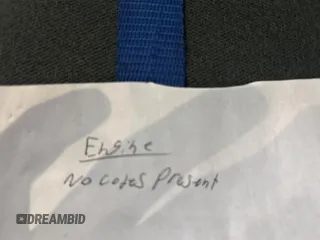 Engine
No codes Present
DREAMBID